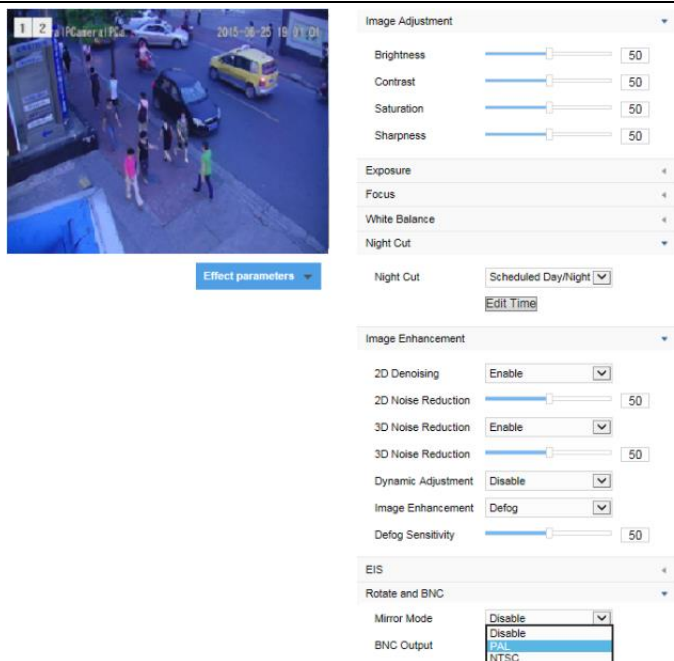 1 2
2015-06-25 19:01:01
Effect parameters
Image Adjustment
Brightness 50
Contrast 50
Saturation 50
Sharpness 50
Exposure
Focus
White Balance
Night Cut
Night Cut Scheduled Day/Night
Edit Time
Image Enhancement
2D Denoising Enable
2D Noise Reduction 50
3D Noise Reduction Enable
3D Noise Reduction 50
Dynamic Adjustment Disable
Image Enhancement Defog
Defog Sensitivity 50
EIS
Rotate and BNC
Mirror Mode Disable
Disable
BNC Output PAL
NTSC